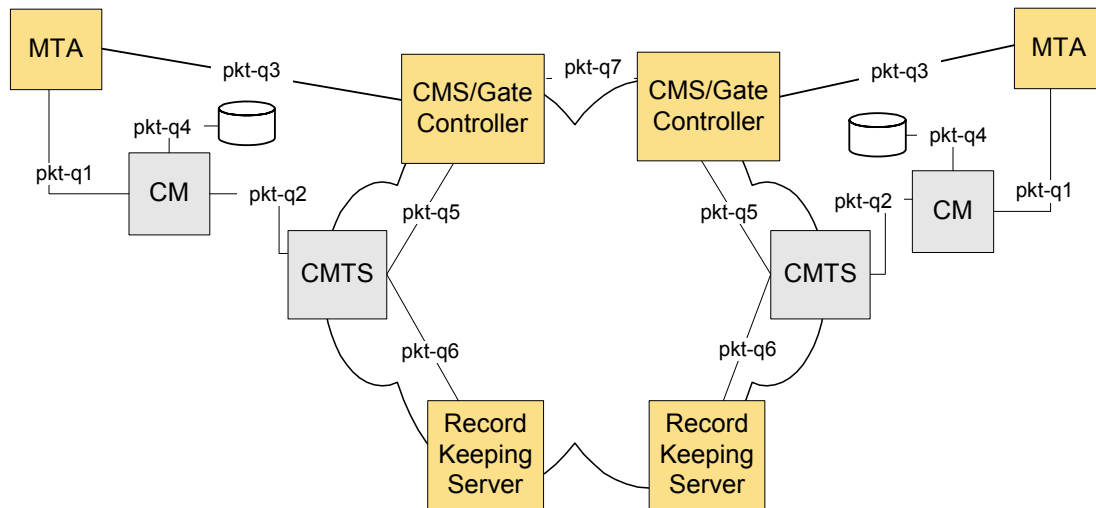 MTA
MTA
pkt-q3
pkt-q7
pkt-q3
CMS/Gate
Controller
CMS/Gate
Controller
pkt-q4
pkt-q4
pkt-q1
CM
pkt-q2
pkt-q5
pkt-q5
pkt-q2
CM
pkt-q1
CMTS
CMTS
pkt-q6
pkt-q6
Record
Keeping
Server
Record
Keeping
Server